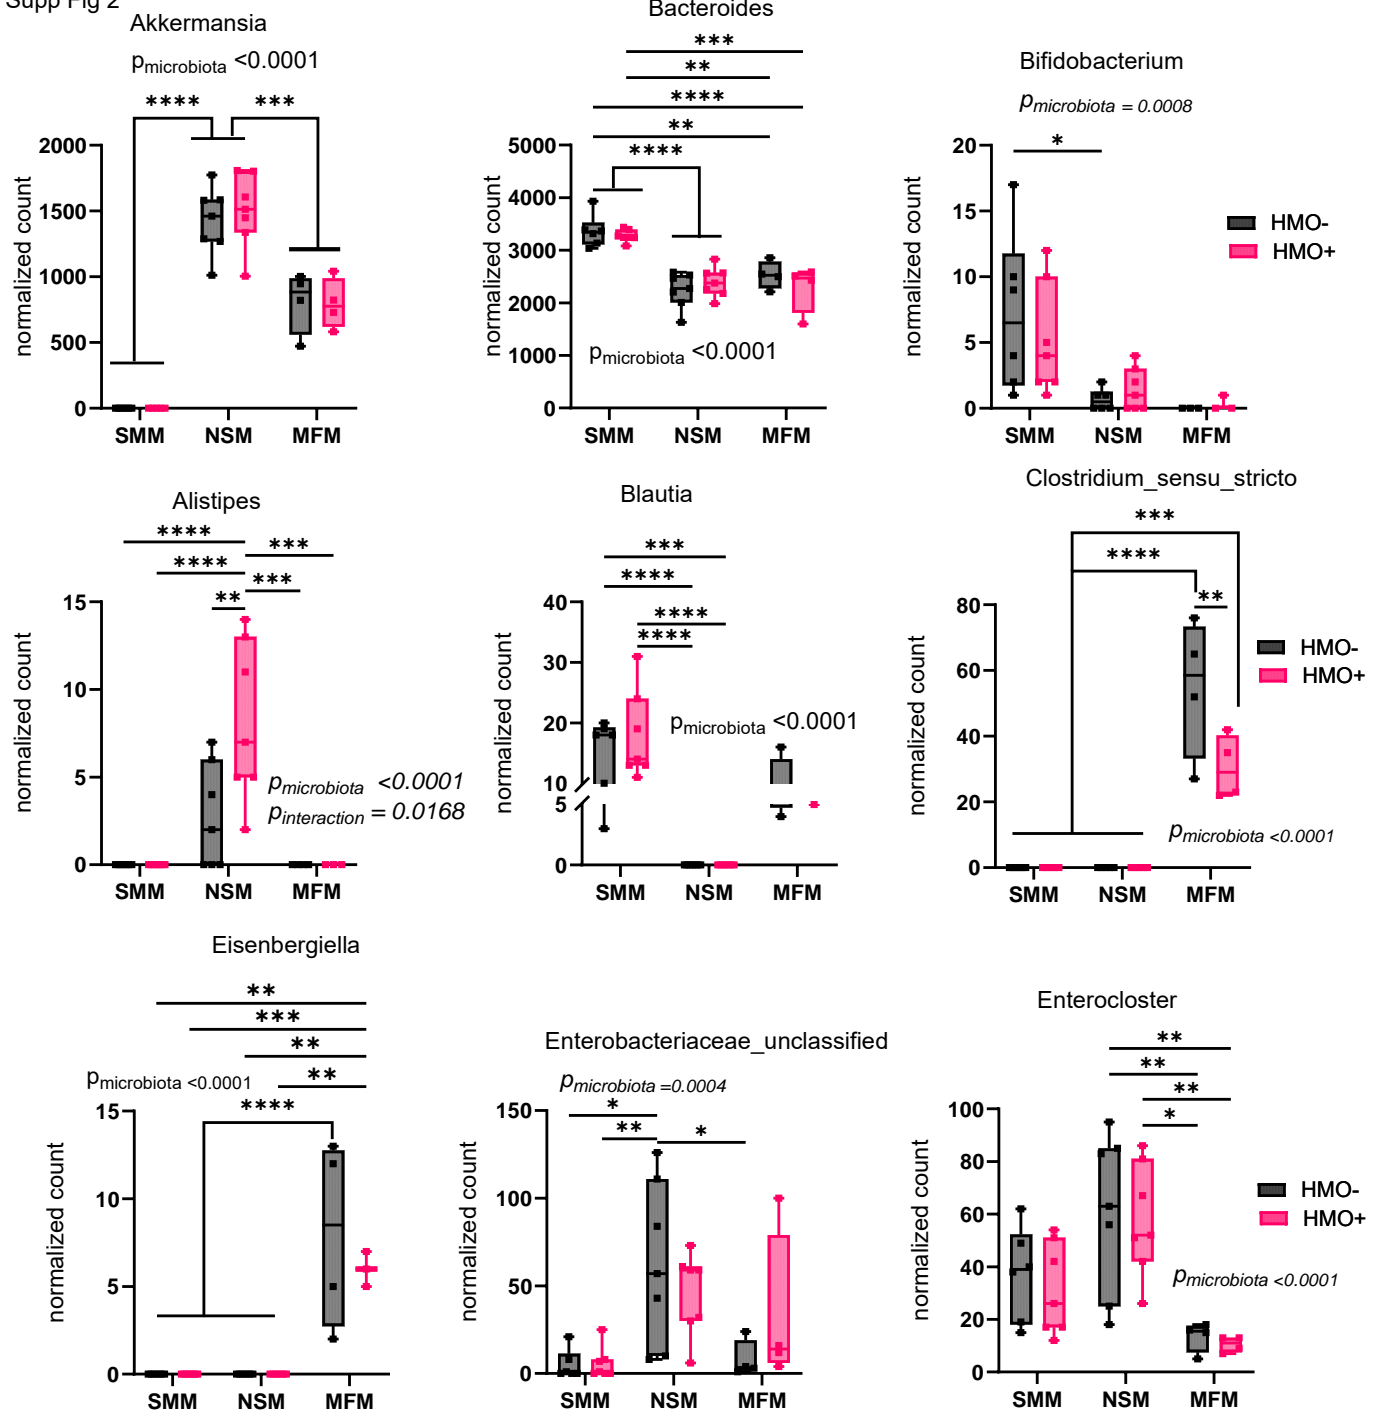 Supp Fig 2
Akkermansia
pmicrobiota <0.0001
**** ***
normalized count
2000
1500
1000
500
0
SMM NSM MFM
Bacteroides
***
**
****
**
****
normalized count
5000
4000
3000
2000
1000
0
pmicrobiota <0.0001
SMM NSM MFM
Bifidobacterium
pmicrobiota = 0.0008
*
normalized count
20
15
10
5
0
SMM NSM MFM
HMO-
HMO+
Alistipes
****
***
****
***
**
normalized count
15
10
5
0
pmicrobiota <0.0001
pinteraction = 0.0168
SMM NSM MFM
Blautia
***
****
****
****
normalized count
40
30
20
10
5
0
pmicrobiota <0.0001
SMM NSM MFM
Clostridium_sensu_stricto
***
****
**
normalized count
80
60
40
20
0
pmicrobiota <0.0001
SMM NSM MFM
HMO-
HMO+
Eisenbergiella
**
***
**
**
pmicrobiota <0.0001
****
normalized count
15
10
5
0
SMM NSM MFM
Enterobacteriaceae_unclassified
pmicrobiota =0.0004
*
**
*
normalized count
150
100
50
0
SMM NSM MFM
Enterocloster
**
**
**
*
normalized count
100
80
60
40
20
0
pmicrobiota <0.0001
SMM NSM MFM
HMO-
HMO+